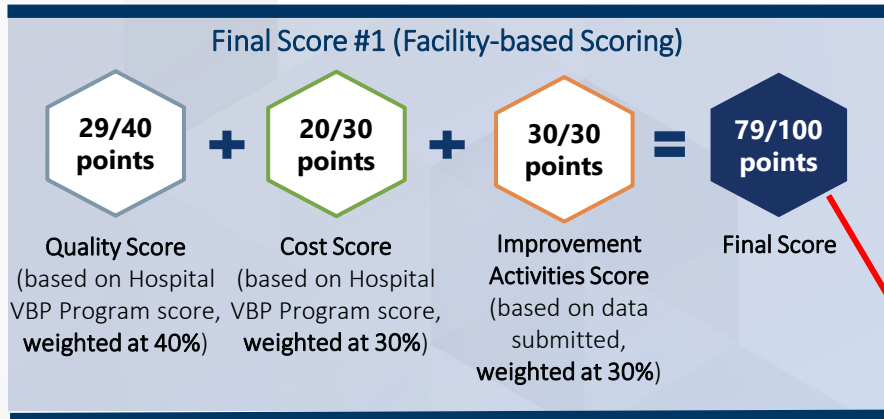 Final Score #1 (Facility-based Scoring)
29/40
points
+
20/30
points
+
30/30
points
=
79/100
points
Quality Score
(based on Hospital
VBP Program score,
weighted at 40%)
Cost Score
(based on Hospital
VBP Program score,
weighted at 30%)
Improvement
Activities Score
(based on data
submitted,
weighted at 30%)
Final Score